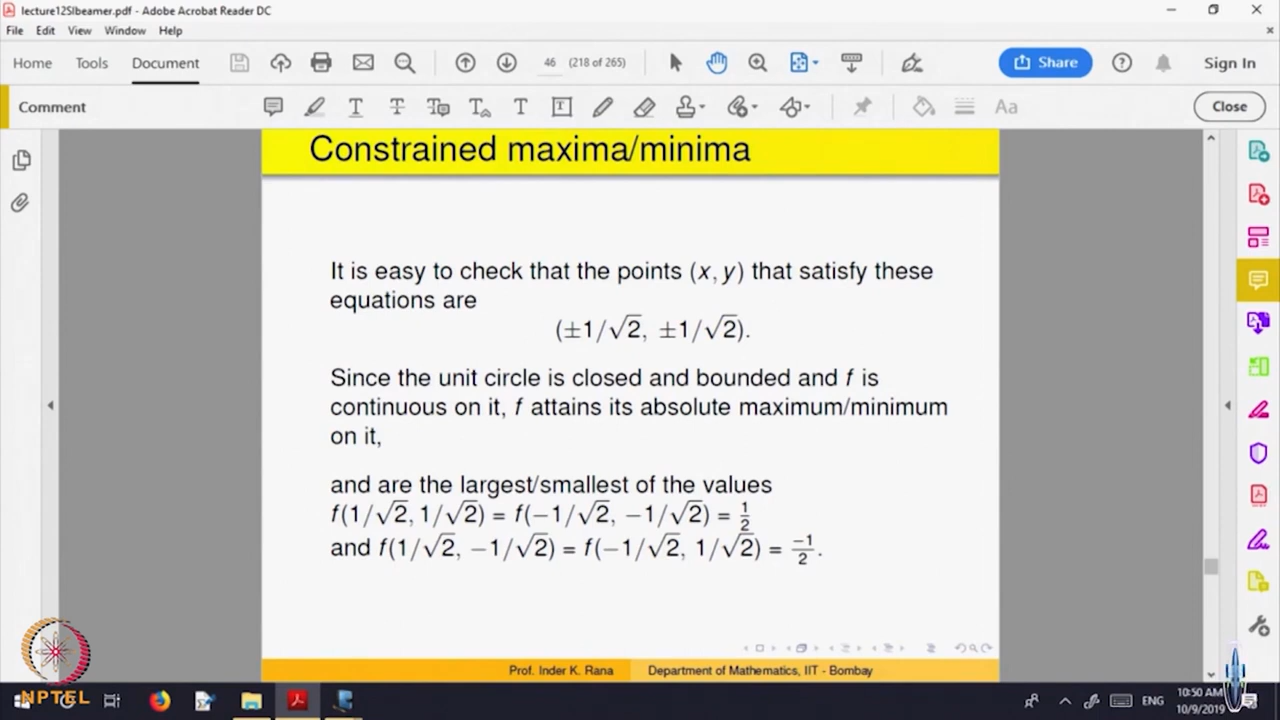 lecture12Slbeamer.pdf - Adobe Acrobat Reader DC
File Edit View Window Help
Home Tools Document 46 (218 of 265) Share Sign In
Comment Close
Constrained maxima/minima
It is easy to check that the points (x, y) that satisfy these
equations are
(±1/√2, ±1/√2).
Since the unit circle is closed and bounded and f is
continuous on it, f attains its absolute maximum/minimum
on it,
and are the largest/smallest of the values
f(1/√2, 1/√2) = f(−1/√2, −1/√2) = 1/2
and f(1/√2, −1/√2) = f(−1/√2, 1/√2) = −1/2.
Prof. Inder K. Rana Department of Mathematics, IIT - Bombay
NPTEL
ENG
10:50 AM
10/9/2019